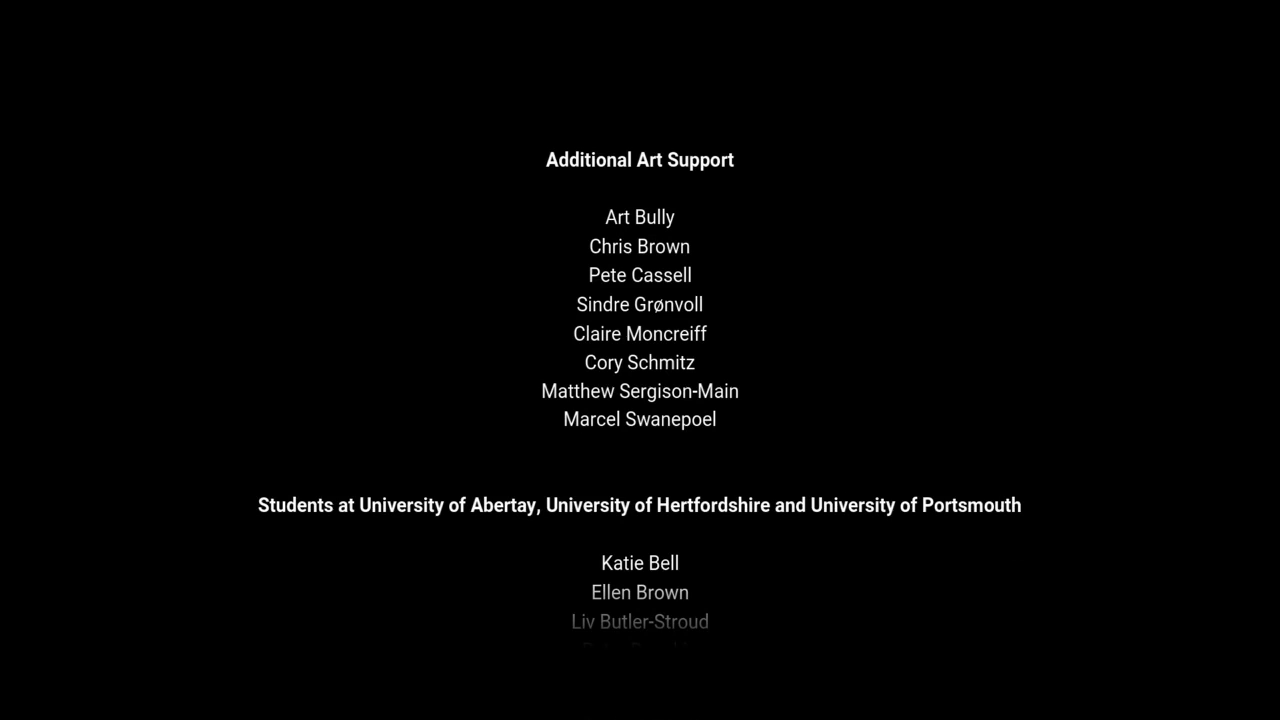 Additional Art Support
Art Bully
Chris Brown
Pete Cassell
Sindre Grønvoll
Claire Moncreiff
Cory Schmitz
Matthew Sergison-Main
Marcel Swanepoel
Students at University of Abertay, University of Hertfordshire and University of Portsmouth
Katie Bell
Ellen Brown
Liv Butler-Stroud